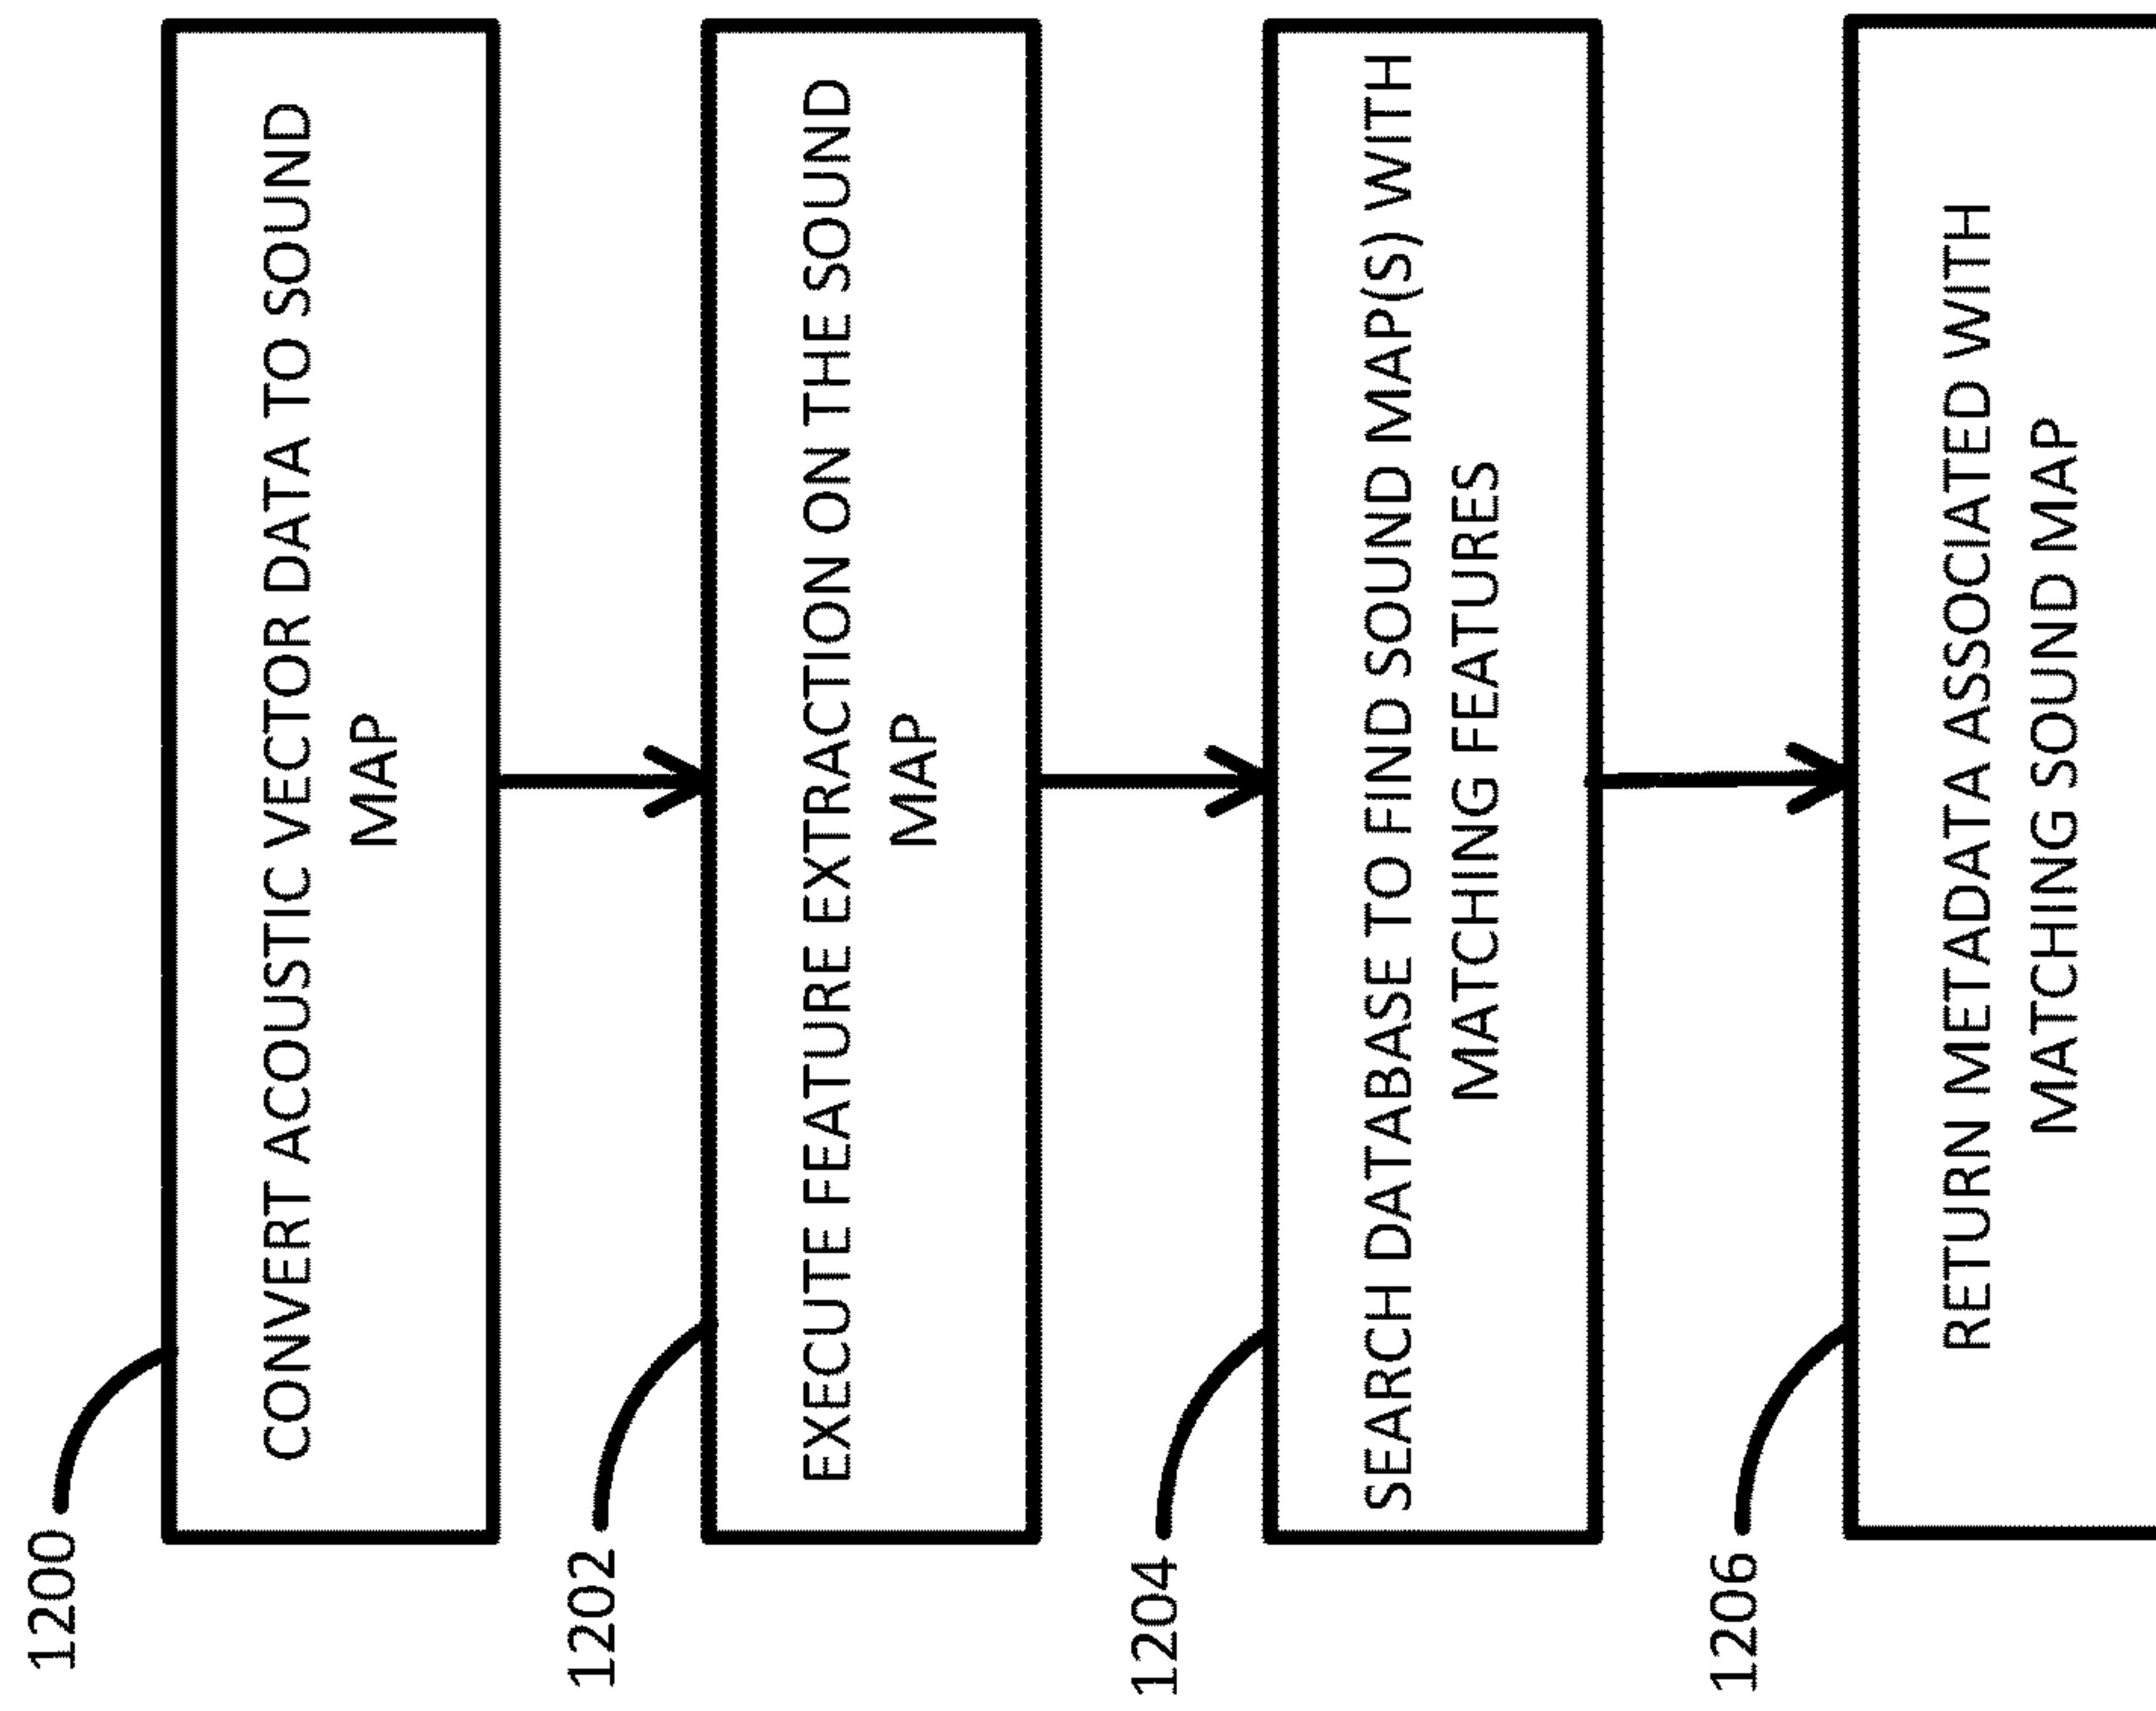 1200
CONVERT ACOUSTIC VECTOR DATA TO SOUND
MAP
1202
EXECUTE FEATURE EXTRACTION ON THE SOUND
MAP
1204
SEARCH DATABASE TO FIND SOUND MAP(S) WITH
MATCHING FEATURES
1206
RETURN METADATA ASSOCIATED WITH
MATCHING SOUND MAP